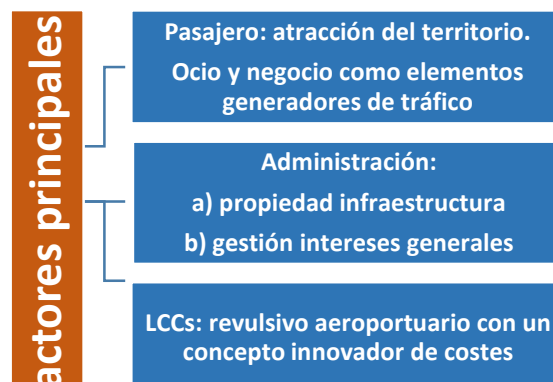 actores principales
Pasajero: atracción del territorio.
Ocio y negocio como elementos
generadores de tráfico
Administración:
a) propiedad infraestructura
b) gestión intereses generales
LCCs: revulsivo aeroportuario con un
concepto innovador de costes